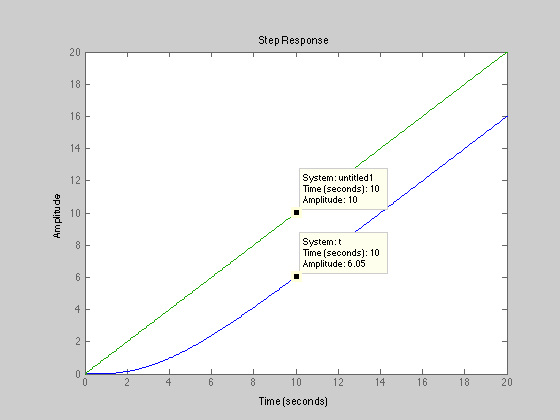 Step Response
20
18
16
14
12
10
8
6
4
2
0
Amplitude
System: untitled1
Time (seconds): 10
Amplitude: 10
System: t
Time (seconds): 10
Amplitude: 6.05
0 2 4 6 8 10 12 14 16 18 20
Time (seconds)